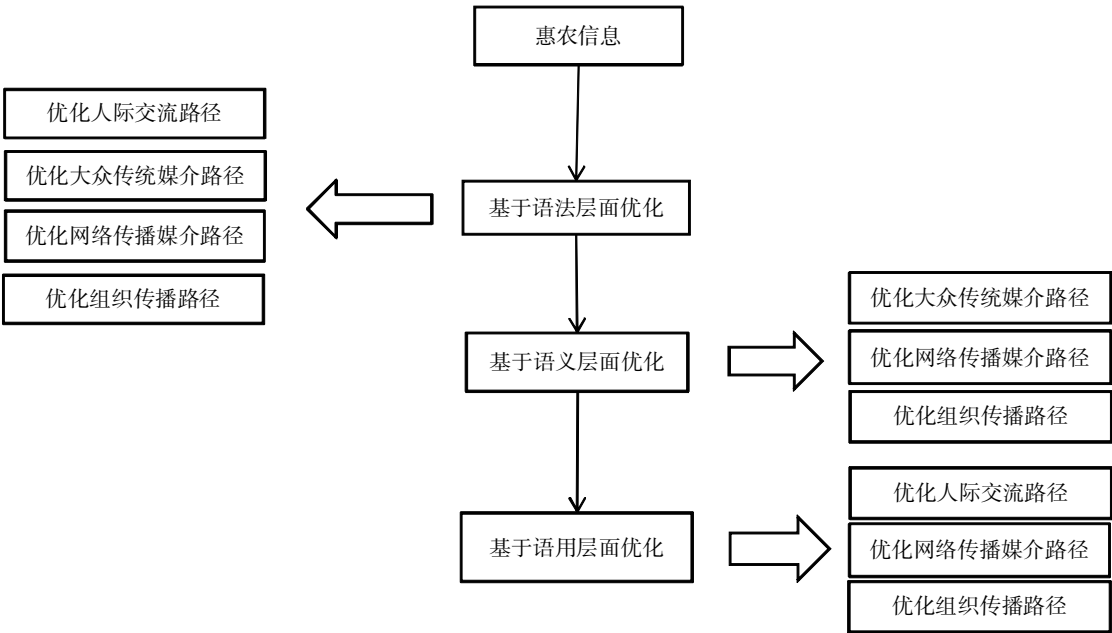 惠农信息
优化人际交流路径
优化大众传统媒介路径
优化网络传播媒介路径
优化组织传播路径
基于语法层面优化
基于语义层面优化
优化大众传统媒介路径
优化网络传播媒介路径
优化组织传播路径
基于语用层面优化
优化人际交流路径
优化网络传播媒介路径
优化组织传播路径